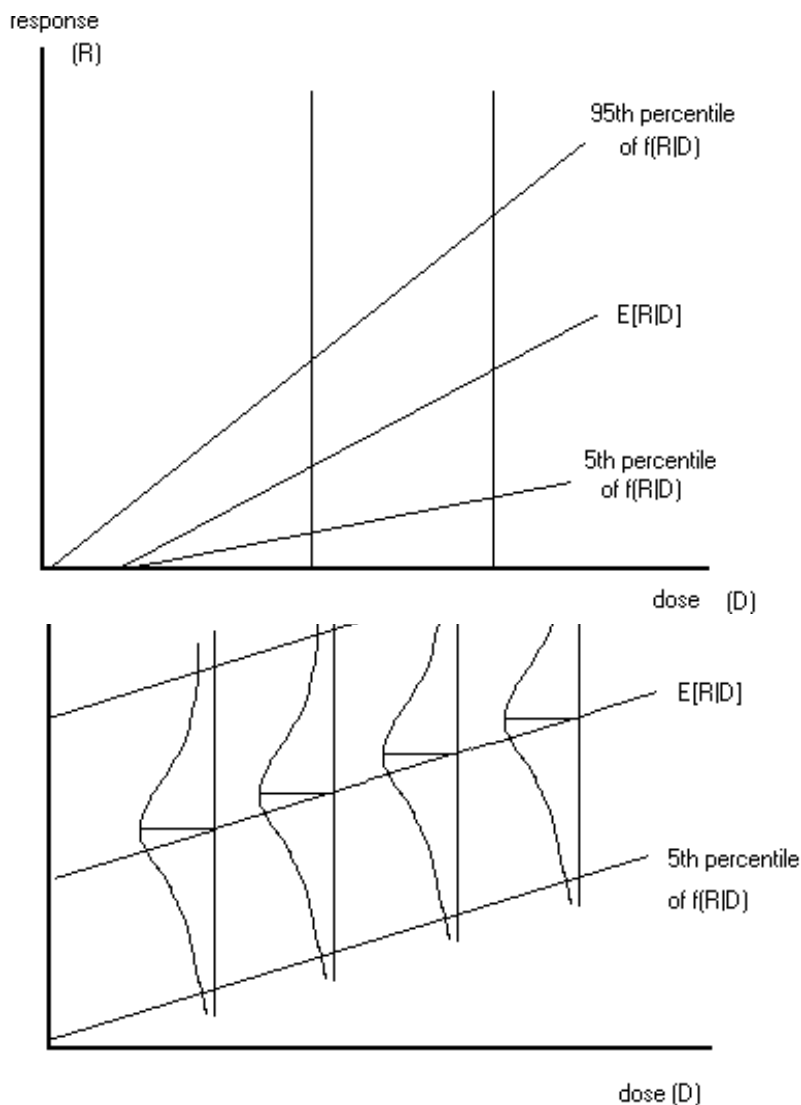 response
(R)
95th percentile
of f(R|D)
E[R|D]
5th percentile
of f(R|D)
dose (D)
E[R|D]
5th percentile
of f(R|D)
dose (D)